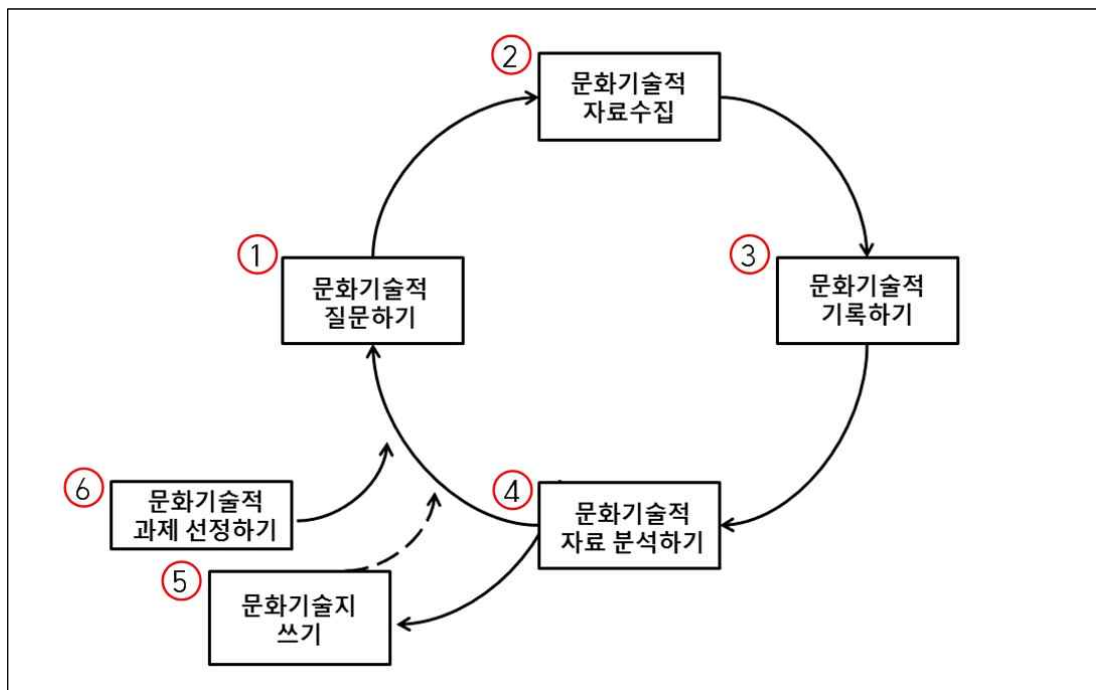 ②
문화기술적
자료수집
①
문화기술적
질문하기
③
문화기술적
기록하기
⑥
문화기술적
과제 선정하기
④
문화기술적
자료 분석하기
⑤
문화기술지
쓰기